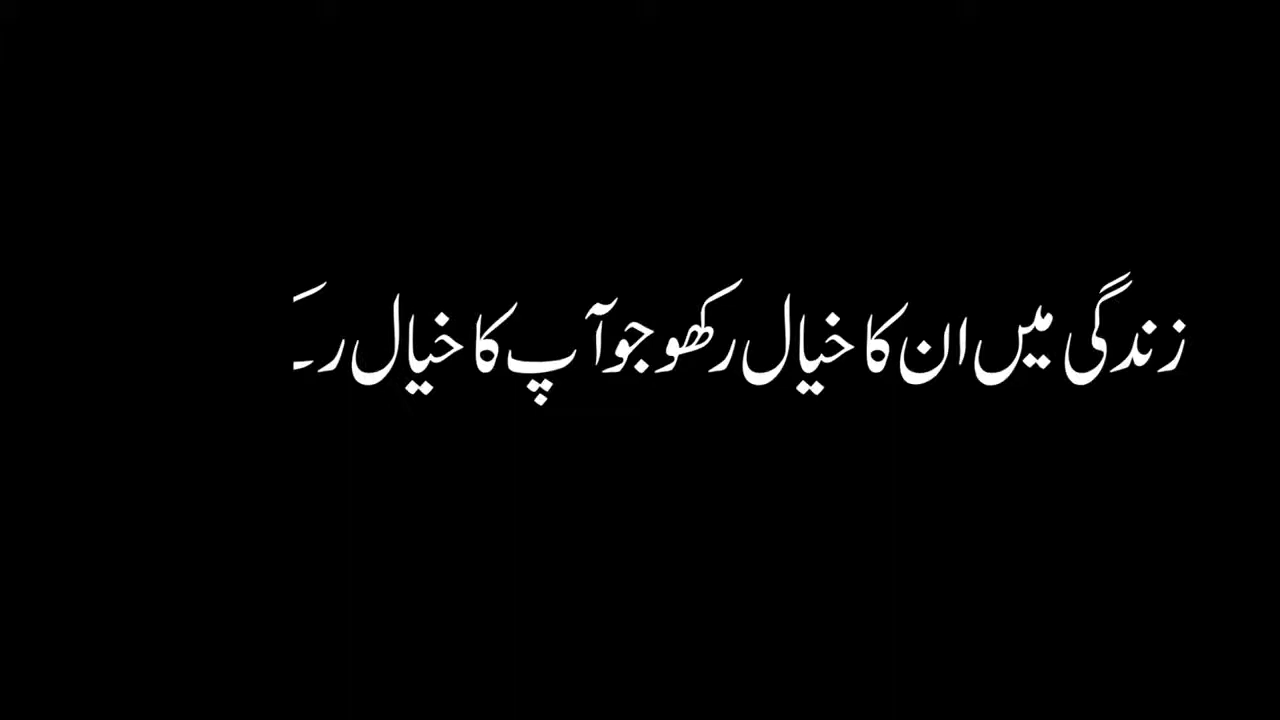 زندگی میں ان کا خیال رکھو جو آپ کا خیال ر